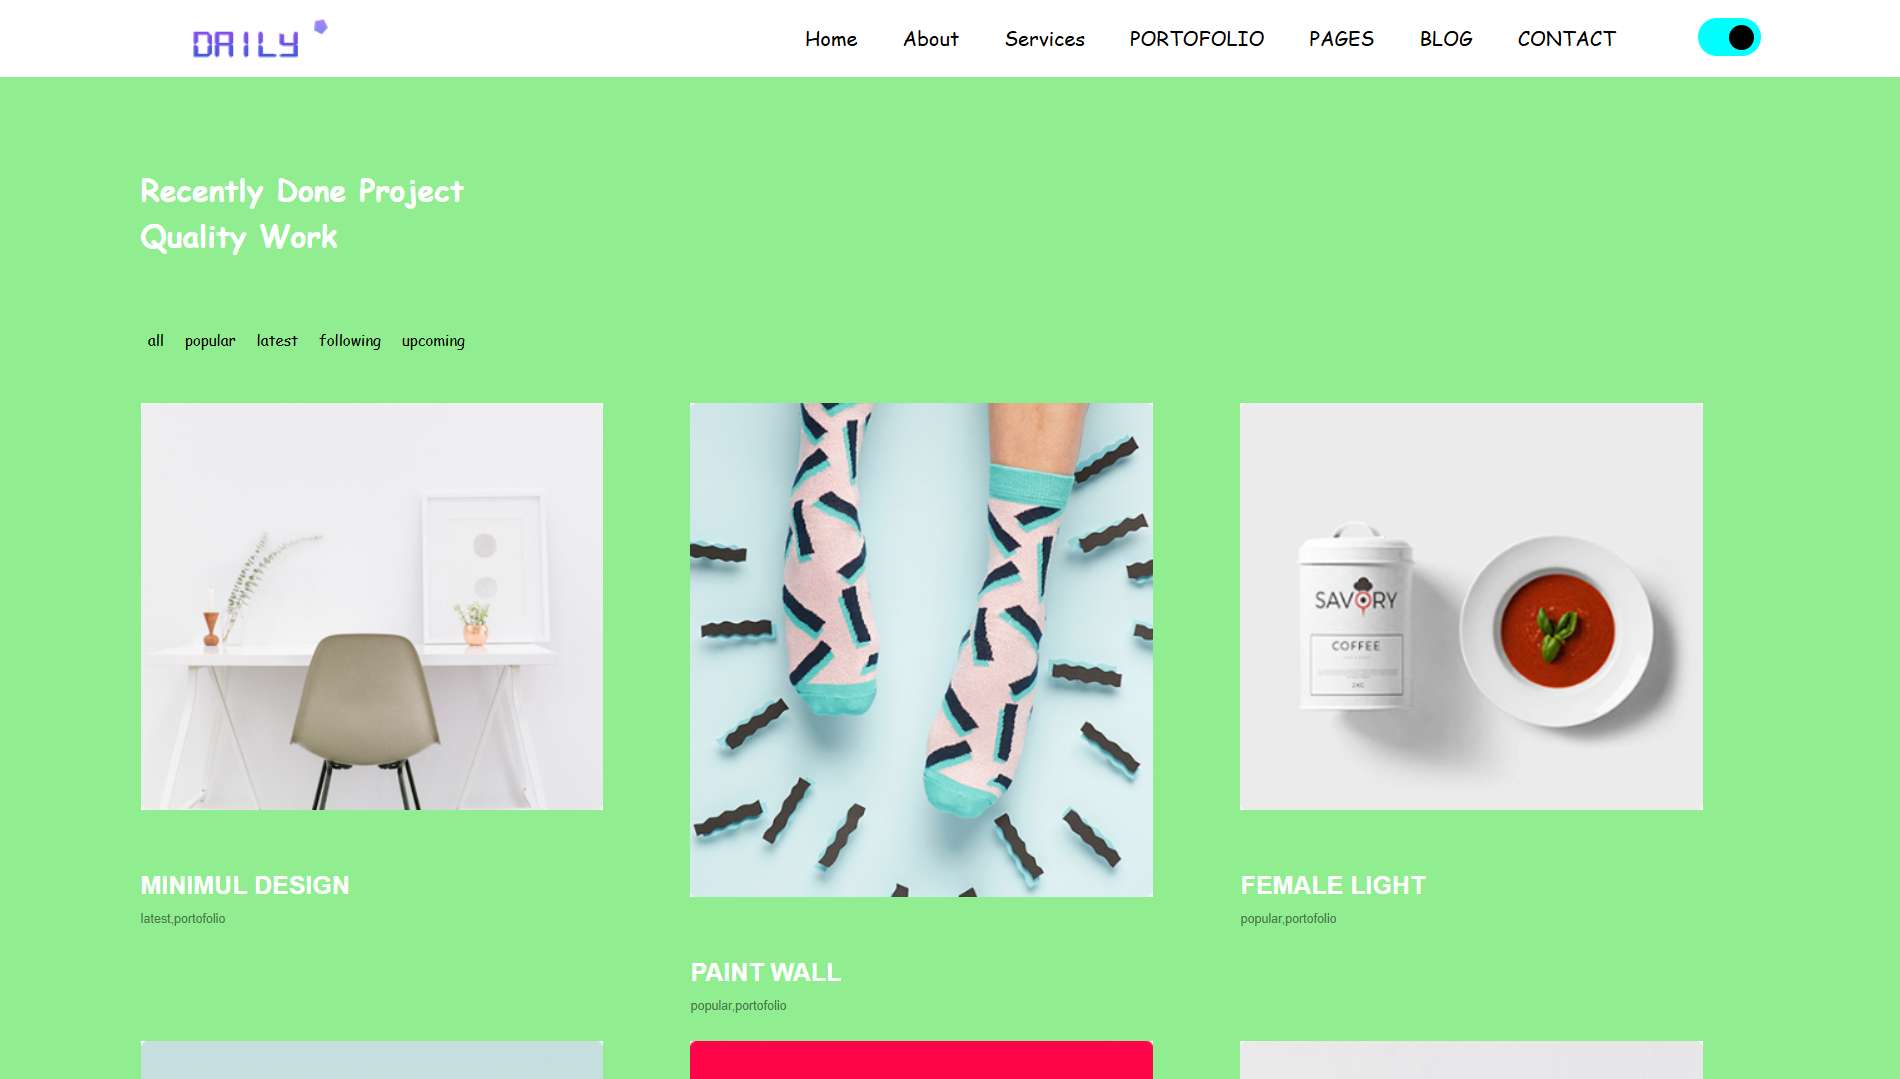 DAILY
Home About Services PORTOFOLIO PAGES BLOG CONTACT
Recently Done Project
Quality Work
all popular latest following upcoming
SAVORY
COFFEE
2KG
MINIMUL DESIGN
latest,portofolio
FEMALE LIGHT
popular,portofolio
PAINT WALL
popular,portofolio